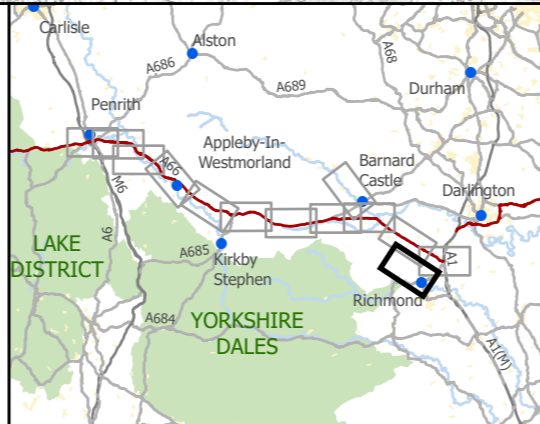 Carlisle
Alston
A68
A686
A689
Durham
Penrith
Appleby-In-
Westmorland
A66
Barnard
Castle
Darlington
M6
A6
LAKE
DISTRICT
A685
Kirkby
Stephen
A1
Richmond
A684
YORKSHIRE
DALES
A1(M)